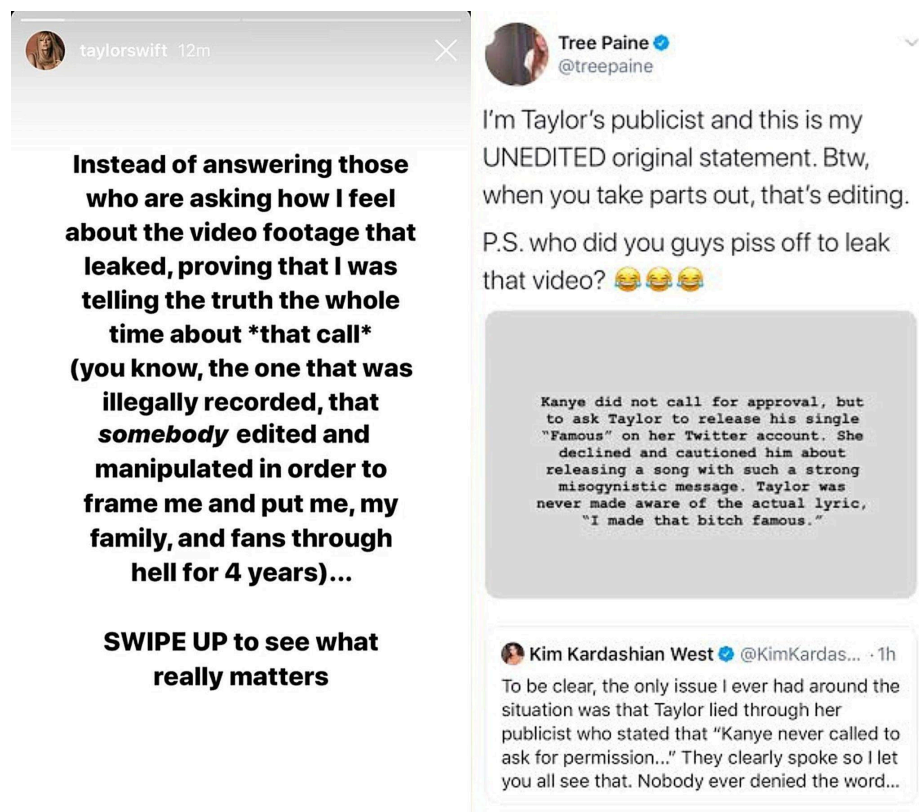 taylorswift 12m
Instead of answering those
who are asking how I feel
about the video footage that
leaked, proving that I was
telling the truth the whole
time about *that call*
(you know, the one that was
illegally recorded, that
somebody edited and
manipulated in order to
frame me and put me, my
family, and fans through
hell for 4 years)...
SWIPE UP to see what
really matters
Tree Paine
@treepaine
I'm Taylor's publicist and this is my
UNEDITED original statement. Btw,
when you take parts out, that's editing.
P.S. who did you guys piss off to leak
that video? 😂😂😂
Kanye did not call for approval, but
to ask Taylor to release his single
"Famous" on her Twitter account. She
declined and cautioned him about
releasing a song with such a strong
misogynistic message. Taylor was
never made aware of the actual lyric,
"I made that bitch famous."
Kim Kardashian West @KimKardas... · 1h
To be clear, the only issue I ever had around the
situation was that Taylor lied through her
publicist who stated that "Kanye never called to
ask for permission..." They clearly spoke so I let
you all see that. Nobody ever denied the word...